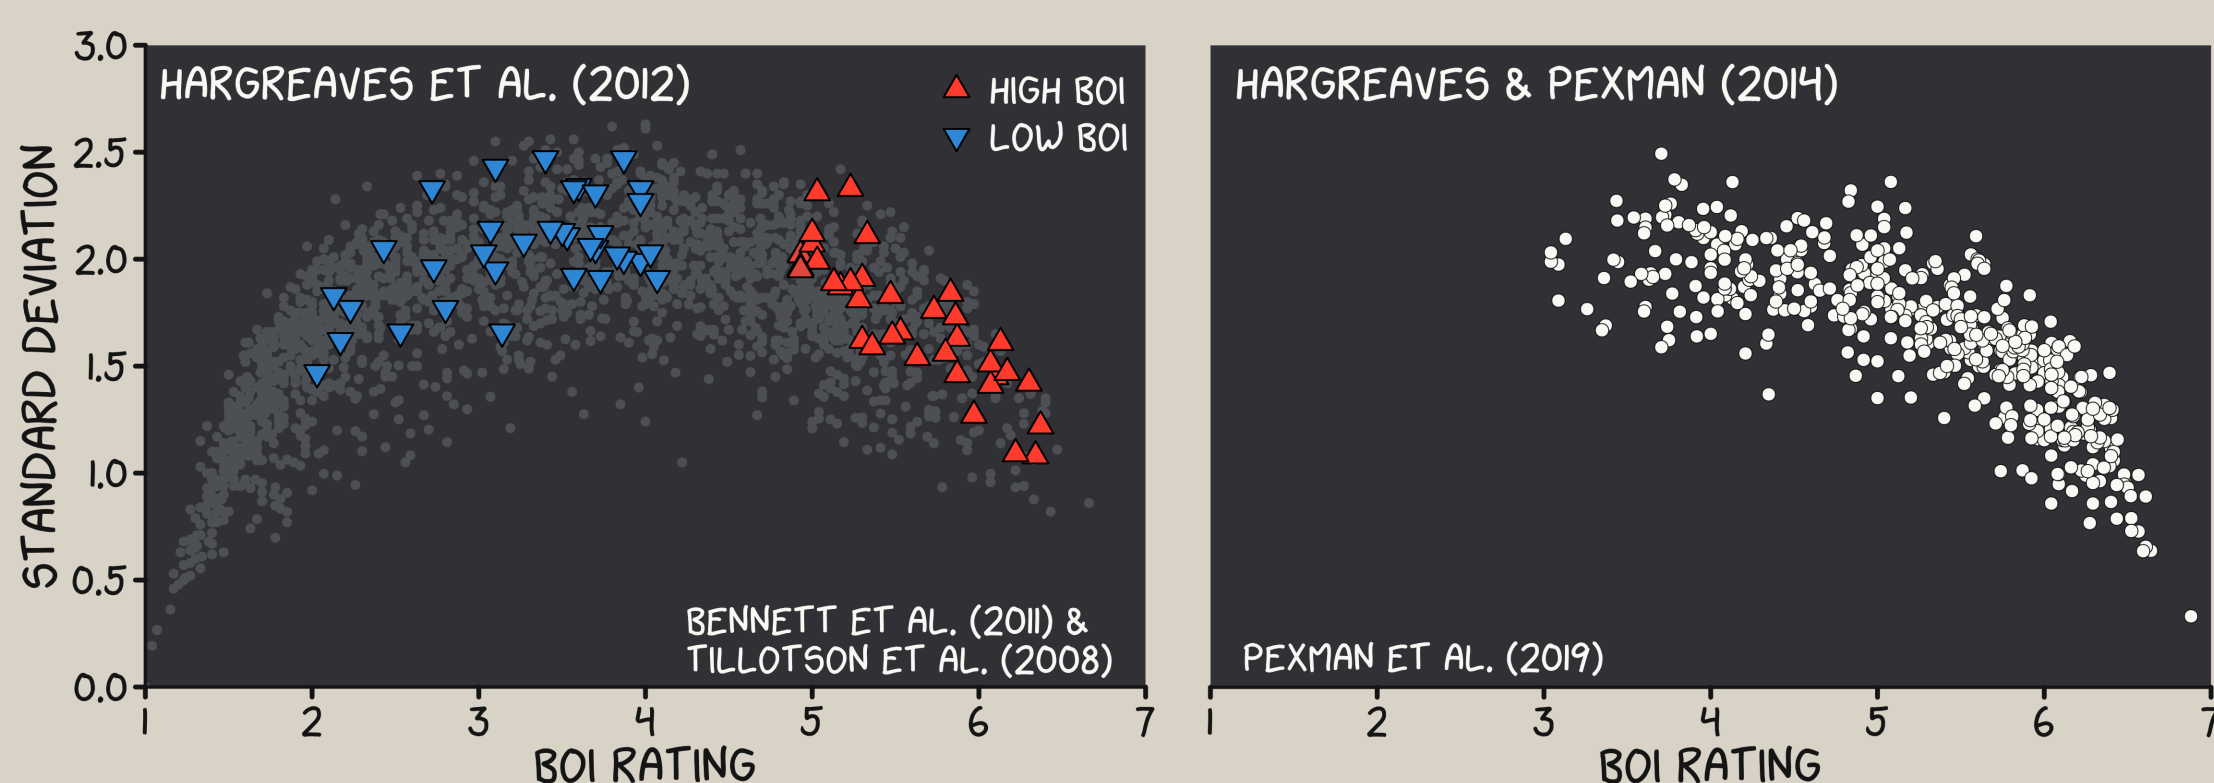 HARGREAVES ET AL. (2012)
HIGH BOI
LOW BOI
BENNETT ET AL. (2011) &
TILLOTSON ET AL. (2008)
STANDARD DEVIATION
3.0
2.5
2.0
1.5
1.0
0.5
0.0
1 2 3 4 5 6 7
BOI RATING
HARGREAVES & PEXMAN (2014)
PEXMAN ET AL. (2019)
1 2 3 4 5 6 7
BOI RATING